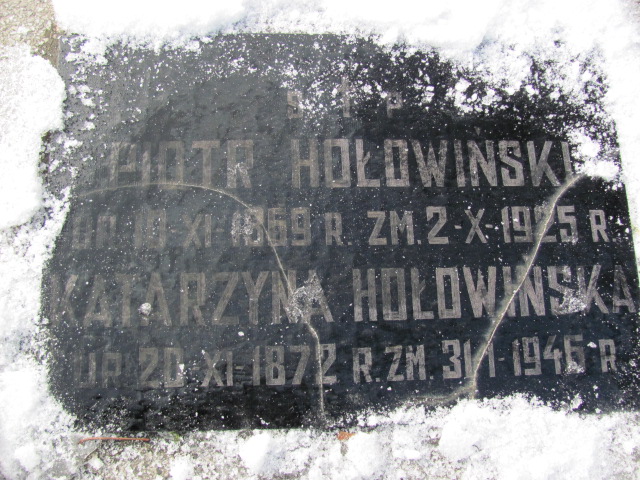 Ś † P
PIOTR HOŁOWIŃSKI
UR. 10 XI 1869 R. ZM. 2-X-1925 R.
KATARZYNA HOŁOWIŃSKA
UR. 20 XI 1872 R. ZM. 31 I 1946 R.